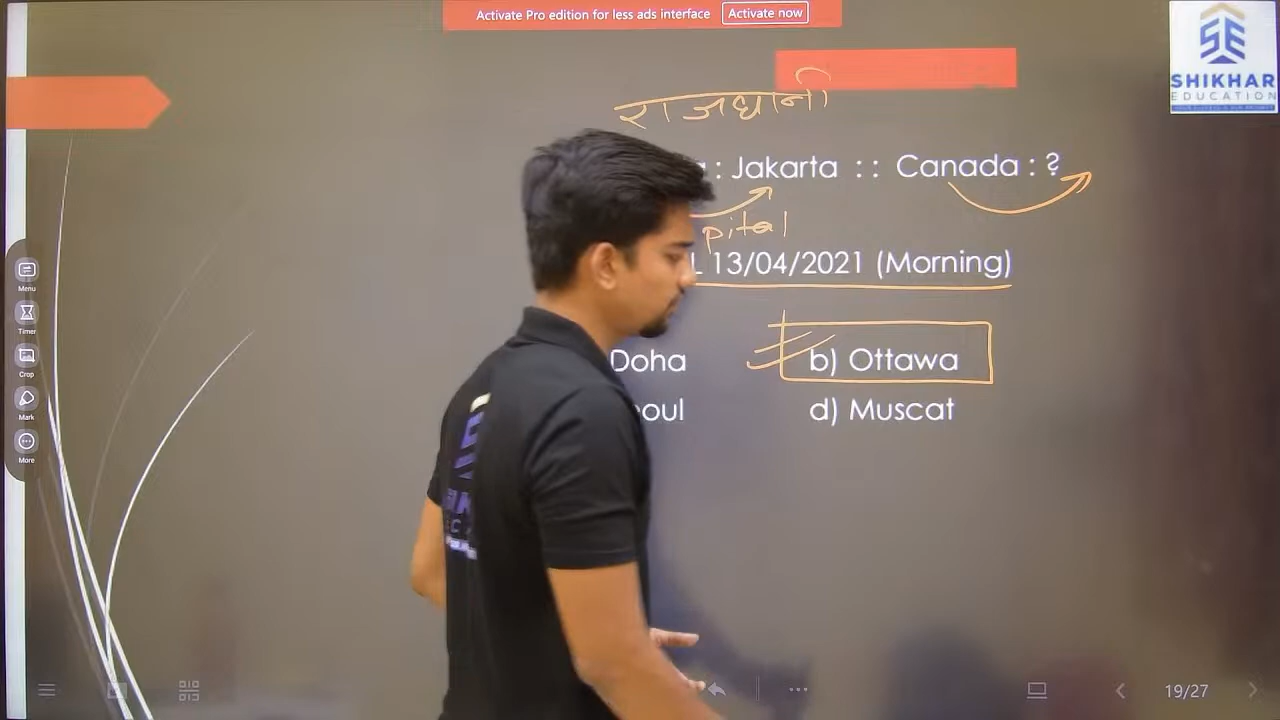 Activate Pro edition for less ads interface Activate now
SHIKHAR
EDUCATION
राजधानी
: Jakarta :: Canada : ?
pital
13/04/2021 (Morning)
Doha b) Ottawa
oul d) Muscat
Menu
Timer
Crop
Mark
More
19/27